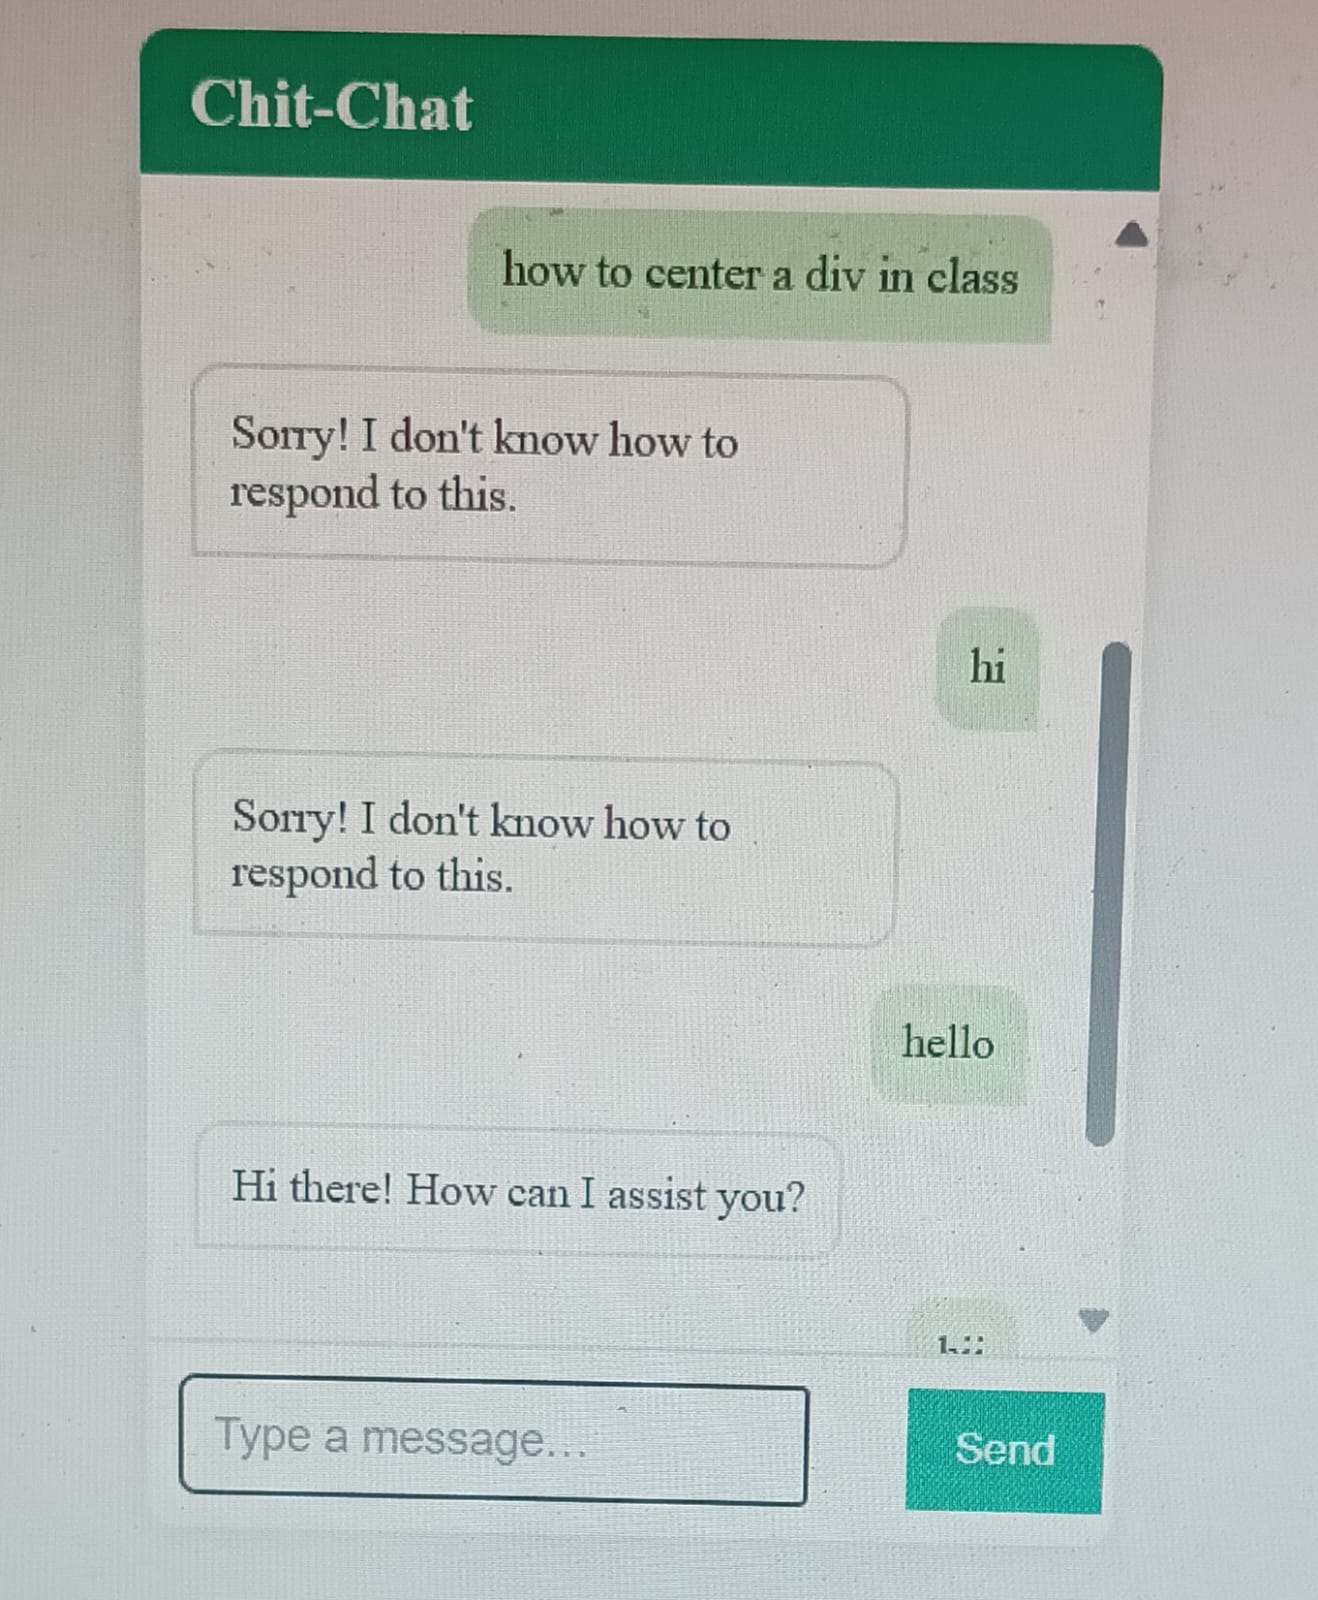 Chit-Chat
how to center a div in class
Sorry! I don't know how to
respond to this.
hi
Sorry! I don't know how to
respond to this.
hello
Hi there! How can I assist you?
Type a message...
Send